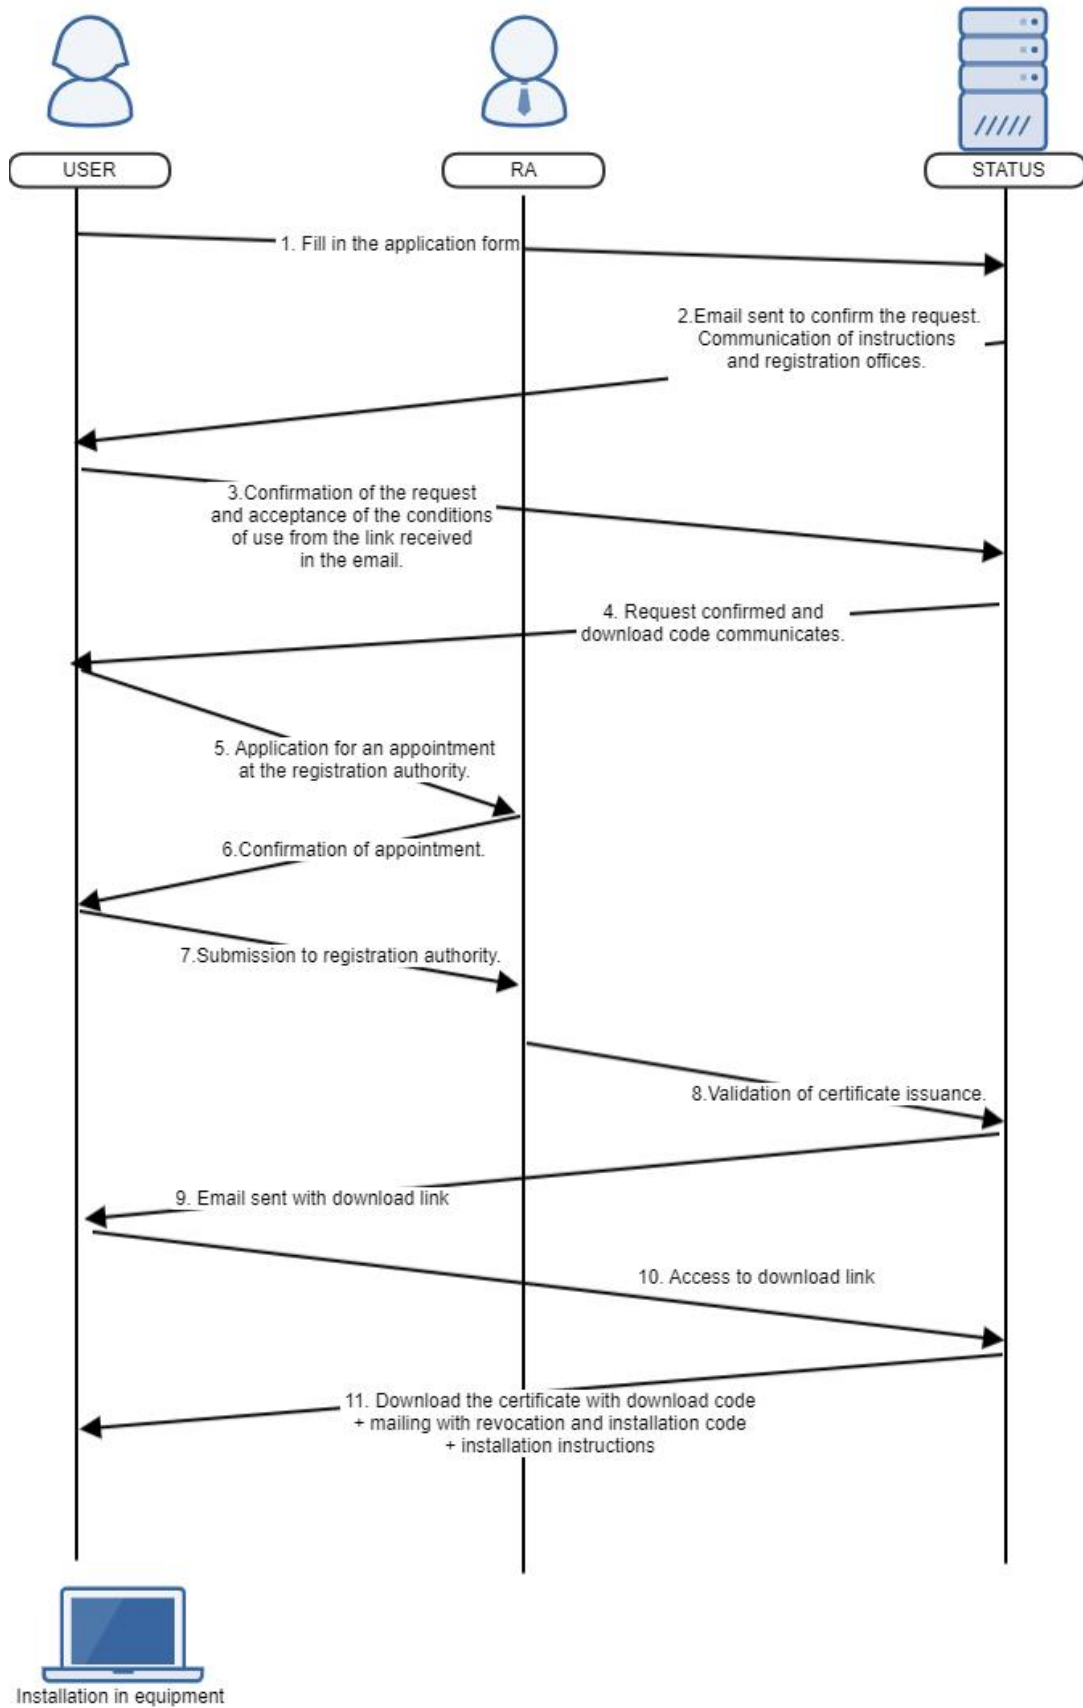 USER
RA
STATUS
1. Fill in the application form
2.Email sent to confirm the request.
Communication of instructions
and registration offices.
3.Confirmation of the request
and acceptance of the conditions
of use from the link received
in the email.
4. Request confirmed and
download code communicates.
5. Application for an appointment
at the registration authority.
6.Confirmation of appointment.
7.Submission to registration authority.
8.Validation of certificate issuance.
9. Email sent with download link
10. Access to download link
11. Download the certificate with download code
+ mailing with revocation and installation code
+ installation instructions
Installation in equipment